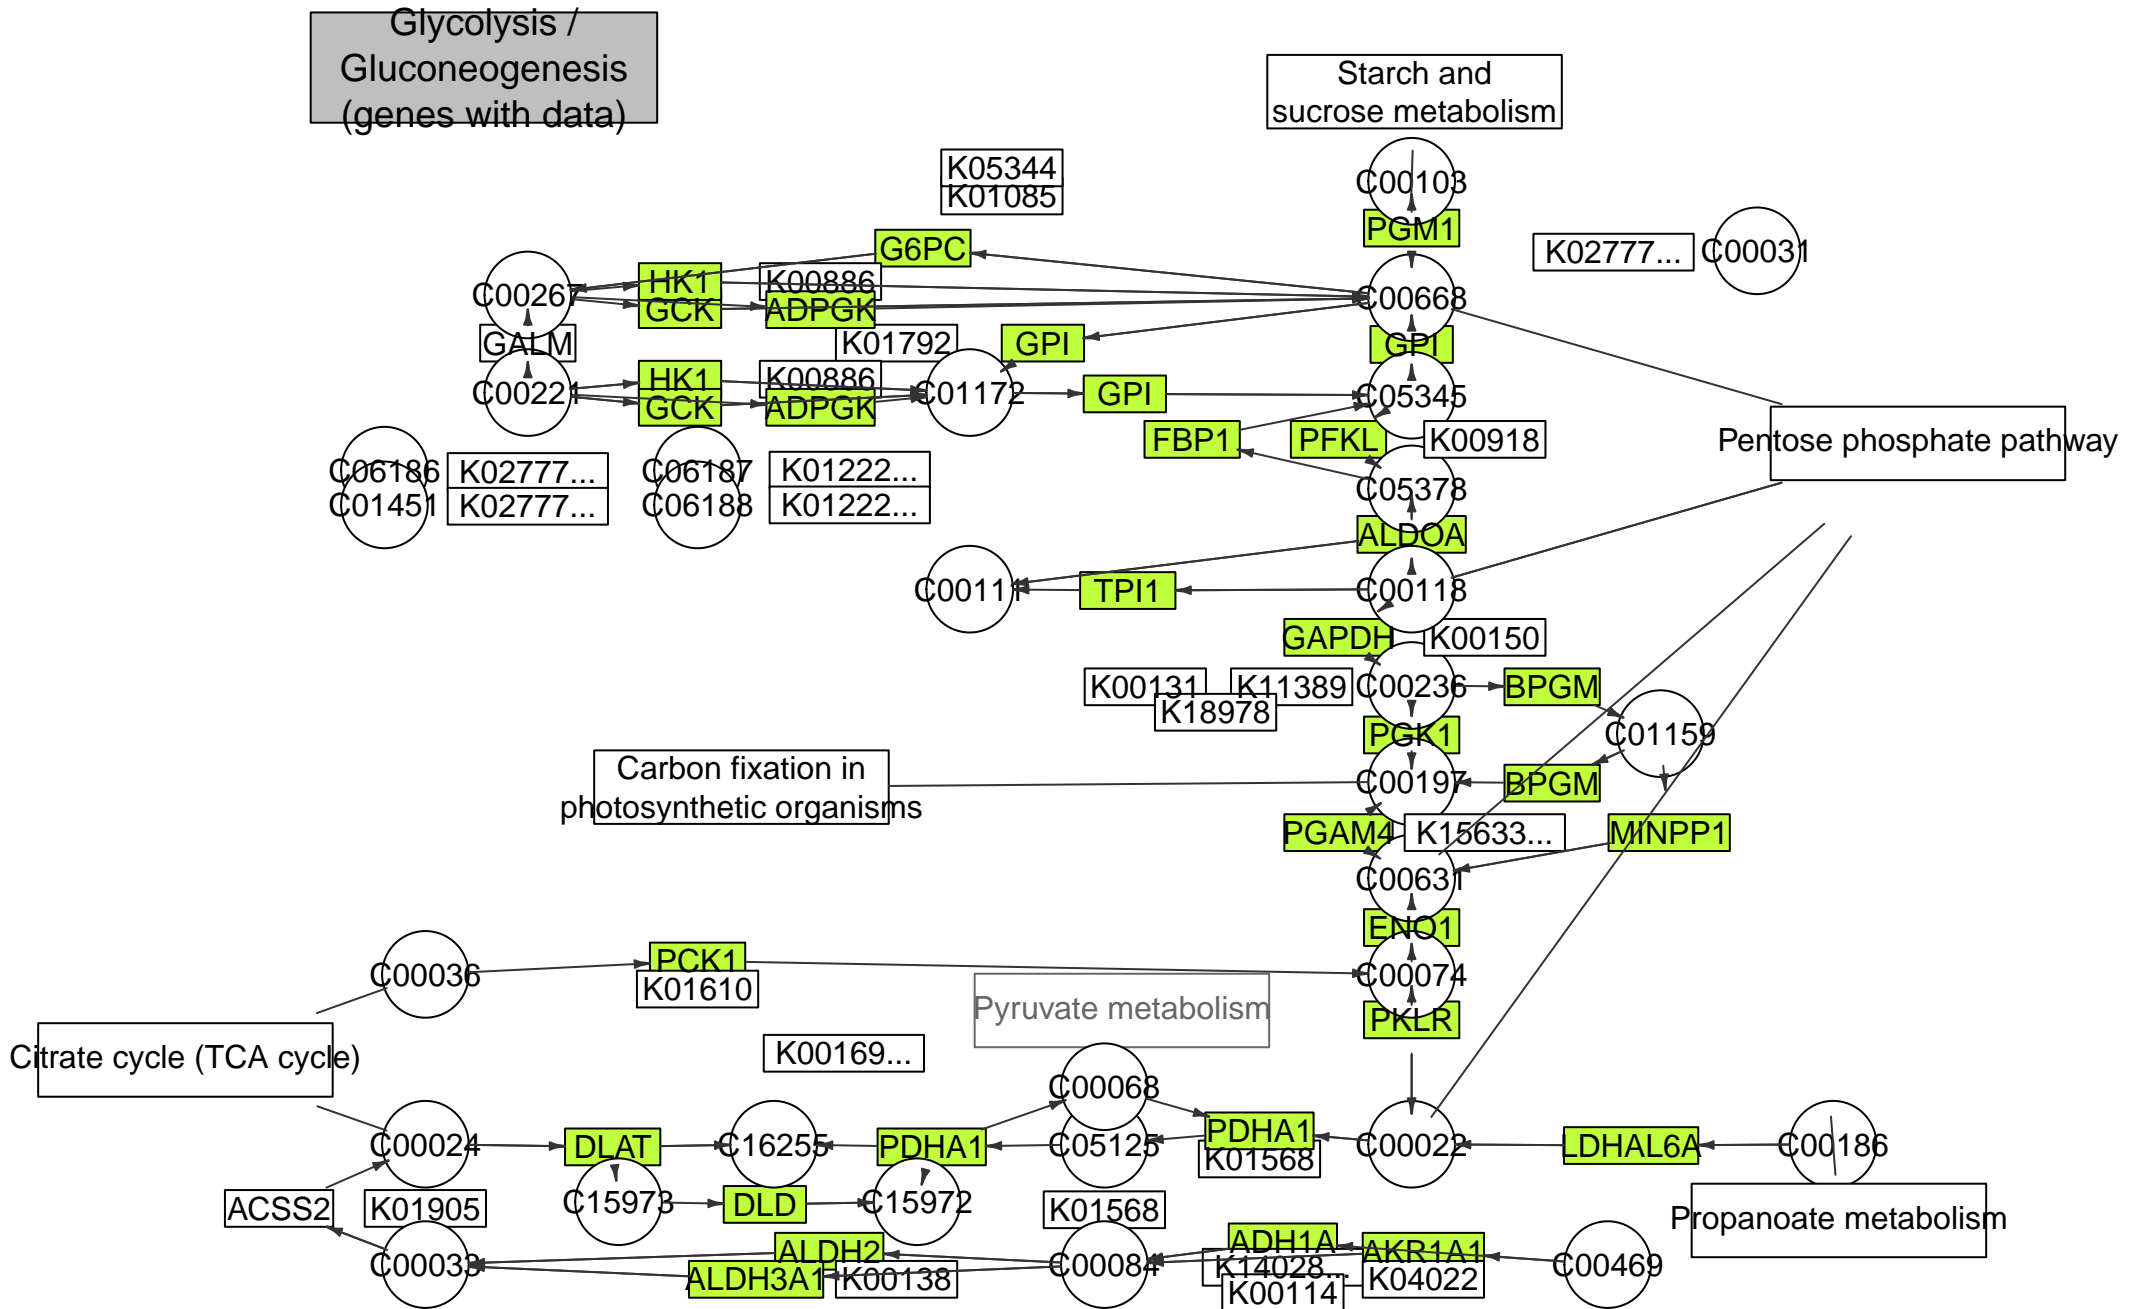 Glycolysis /
Gluconeogenesis
(genes with data)
Starch and
sucrose metabolism
K05344
K01085
C00103
PGM1
G6PC
K02777...
C00031
C00267
HK1
K00886
GCK
ADPGK
C00668
GALM
K01792
GPI
GPI
C00221
HK1
K00886
GCK
ADPGK
C01172
GPI
C05345
FBP1
PFKL
K00918
Pentose phosphate pathway
C06186
K02777...
C06187
K01222...
C05378
C01451
K02777...
C06188
K01222...
ALDOA
C00111
TPI1
C00118
GAPDH
K00150
K00131
K11389
K18978
C00236
BPGM
PGK1
C01159
Carbon fixation in
photosynthetic organisms
C00197
BPGM
PGAM4
K15633...
MINPP1
C00631
ENO1
C00036
PCK1
K01610
C00074
Pyruvate metabolism
PKLR
Citrate cycle (TCA cycle)
K00169...
C00068
C00024
DLAT
C16255
PDHA1
C05125
PDHA1
K01568
C00022
LDHAL6A
C00186
ACSS2
K01905
C15973
DLD
C15972
K01568
Propanoate metabolism
C00033
ALDH2
ALDH3A1
K00138
C00084
ADH1A
K14028...
K00114
AKR1A1
K04022
C00469